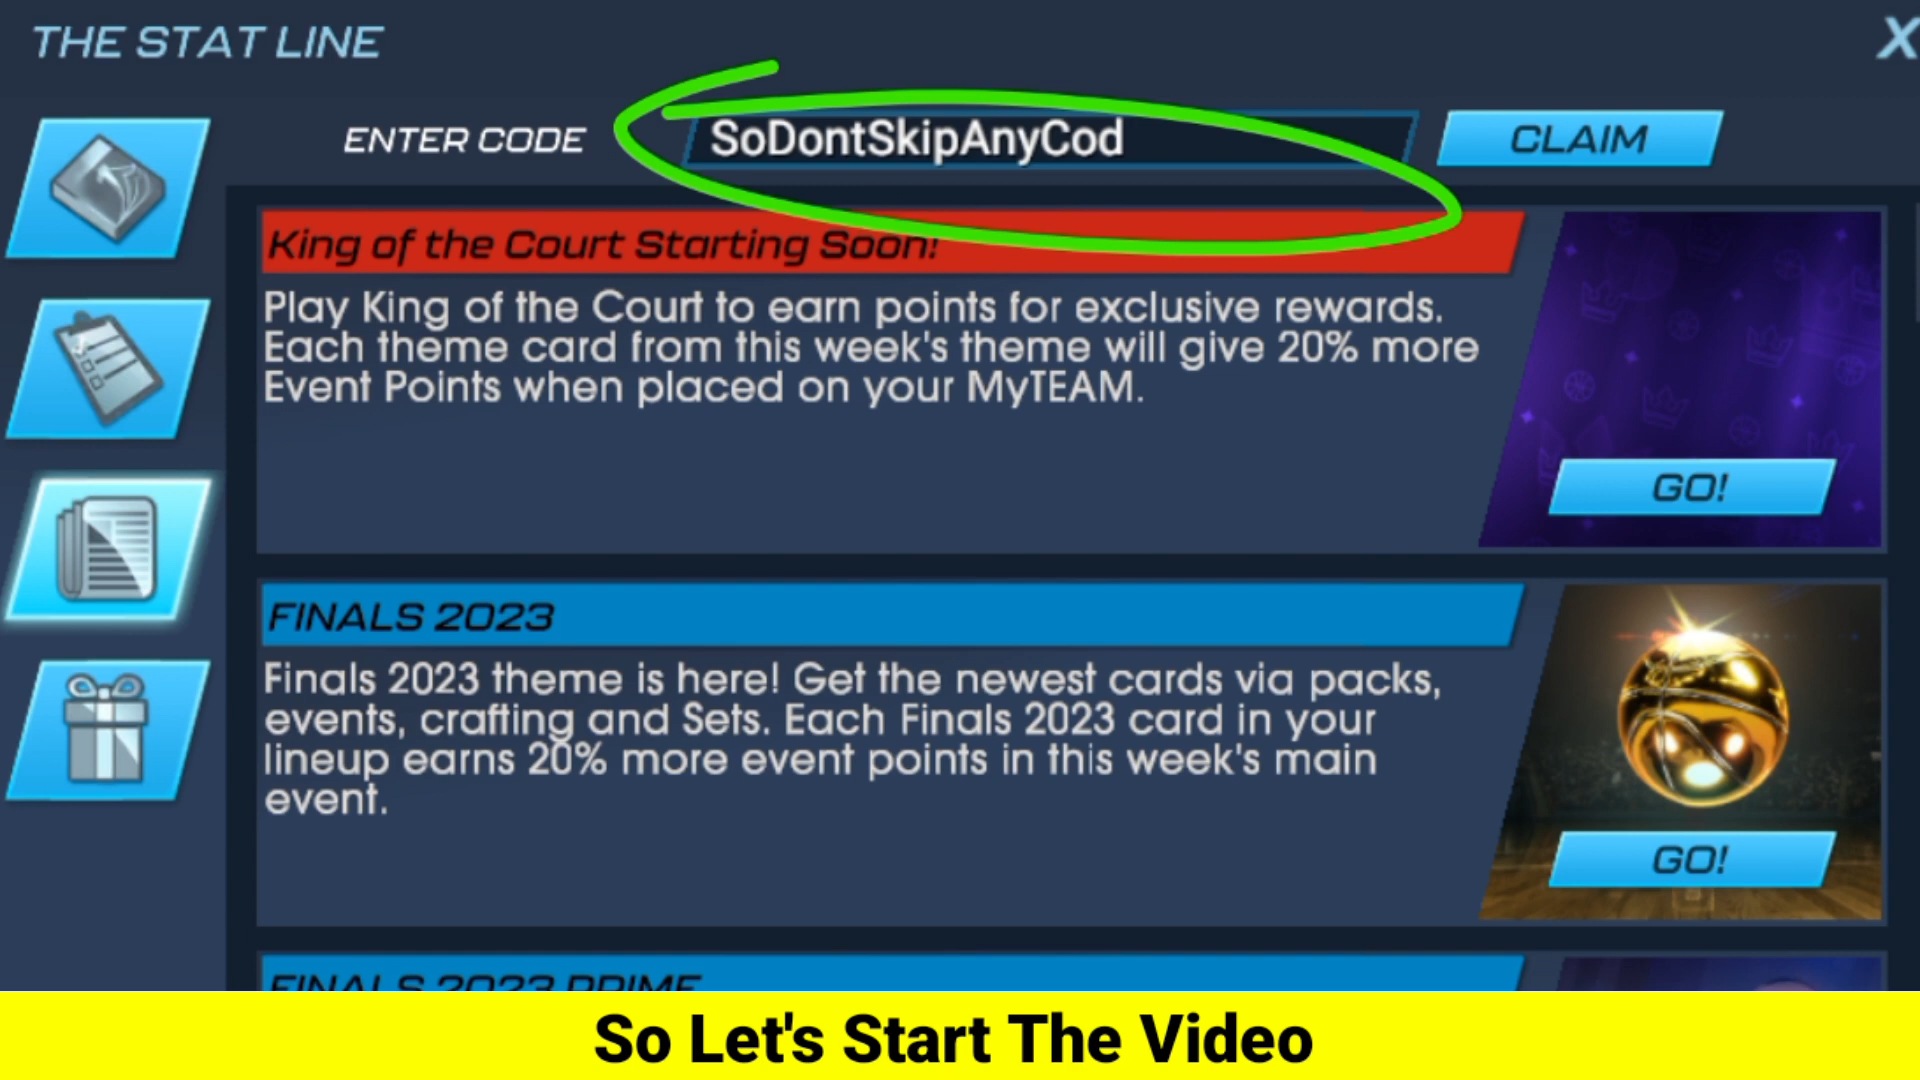 THE STAT LINE
X
ENTER CODE
SoDontSkipAnyCod
CLAIM
King of the Court Starting Soon!
Play King of the Court to earn points for exclusive rewards.
Each theme card from this week's theme will give 20% more
Event Points when placed on your MyTEAM.
GO!
FINALS 2023
Finals 2023 theme is here! Get the newest cards via packs,
events, crafting and Sets. Each Finals 2023 card in your
lineup earns 20% more event points in this week's main
event.
GO!
FINALS 2023 PRIME
So Let's Start The Video